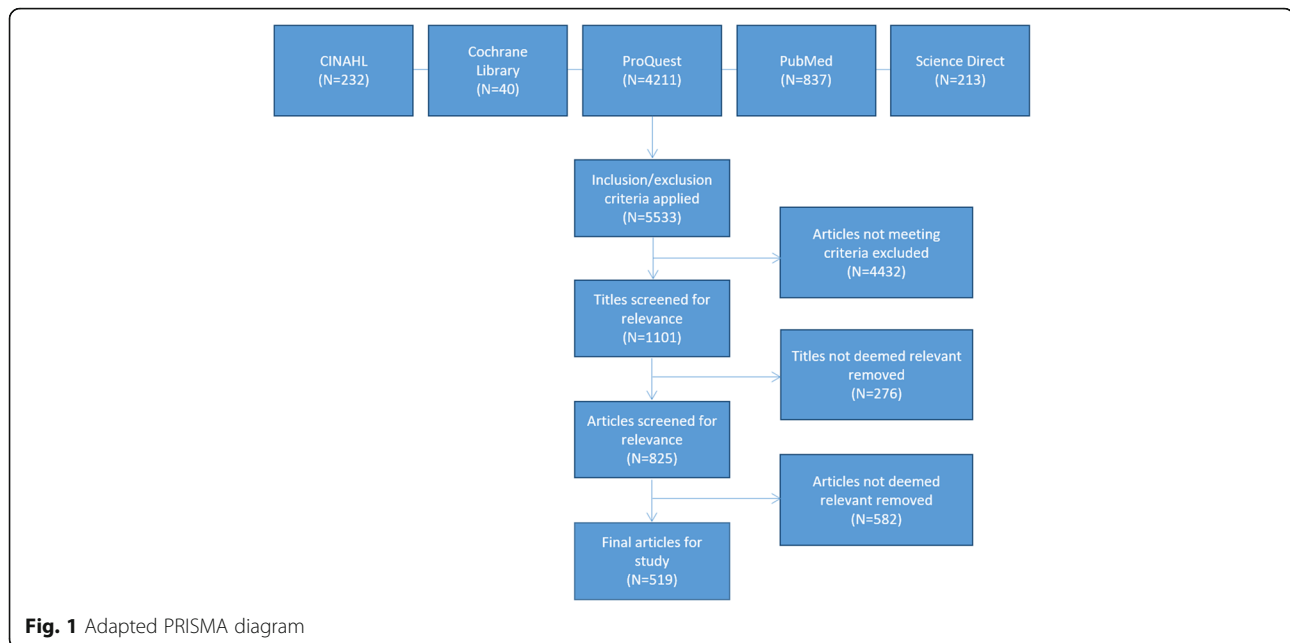 CINAHL
(N=232)
Cochrane
Library
(N=40)
ProQuest
(N=4211)
PubMed
(N=837)
Science Direct
(N=213)
Inclusion/exclusion
criteria applied
(N=5533)
Articles not meeting
criteria excluded
(N=4432)
Titles screened for
relevance
(N=1101)
Titles not deemed relevant
removed
(N=276)
Articles screened for
relevance
(N=825)
Articles not deemed
relevant removed
(N=582)
Final articles for
study
(N=519)
Fig. 1 Adapted PRISMA diagram